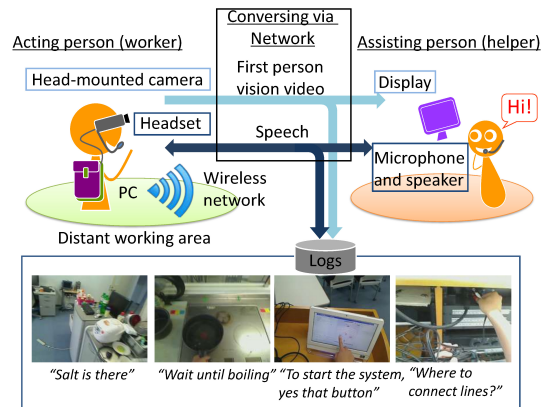 Conversing via
Network
Acting person (worker)
Assisting person (helper)
Head-mounted camera
First person
vision video
Display
Hi!
Headset
Speech
Microphone
and speaker
PC
Wireless
network
Distant working area
Logs
“Salt is there”
“Wait until boiling”
“To start the system,
yes that button”
“Where to
connect lines?”